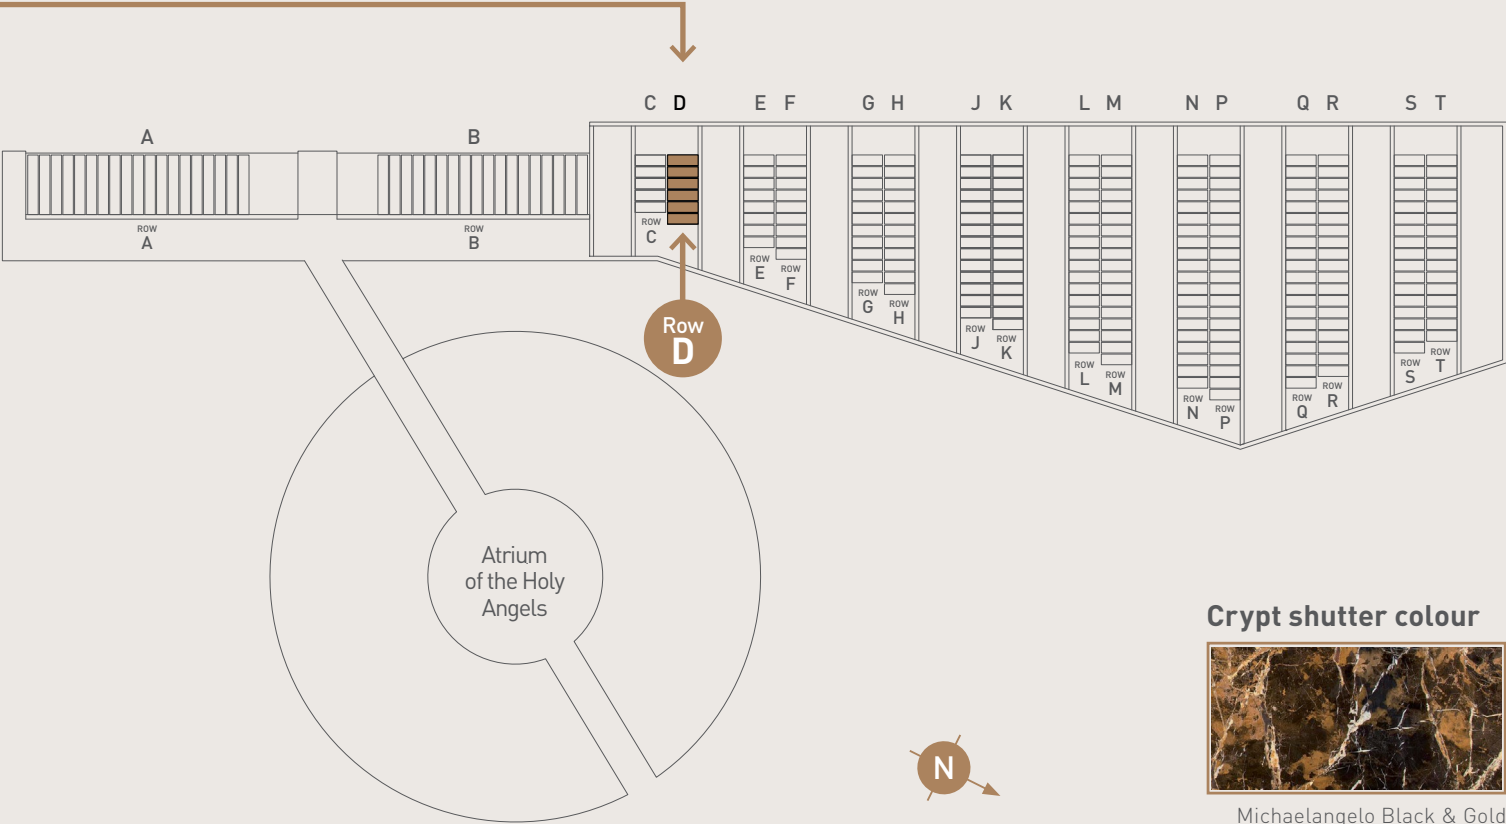 C D E F G H J K L M N P Q R S T
A B
ROW
A
ROW
B
ROW
C
Row
D
ROW
E
ROW
F
ROW
G
ROW
H
ROW
J
ROW
K
ROW
L
ROW
M
ROW
N
ROW
P
ROW
Q
ROW
R
ROW
S
ROW
T
Atrium
of the Holy
Angels
N
Crypt shutter colour
Michaelangelo Black & Gold